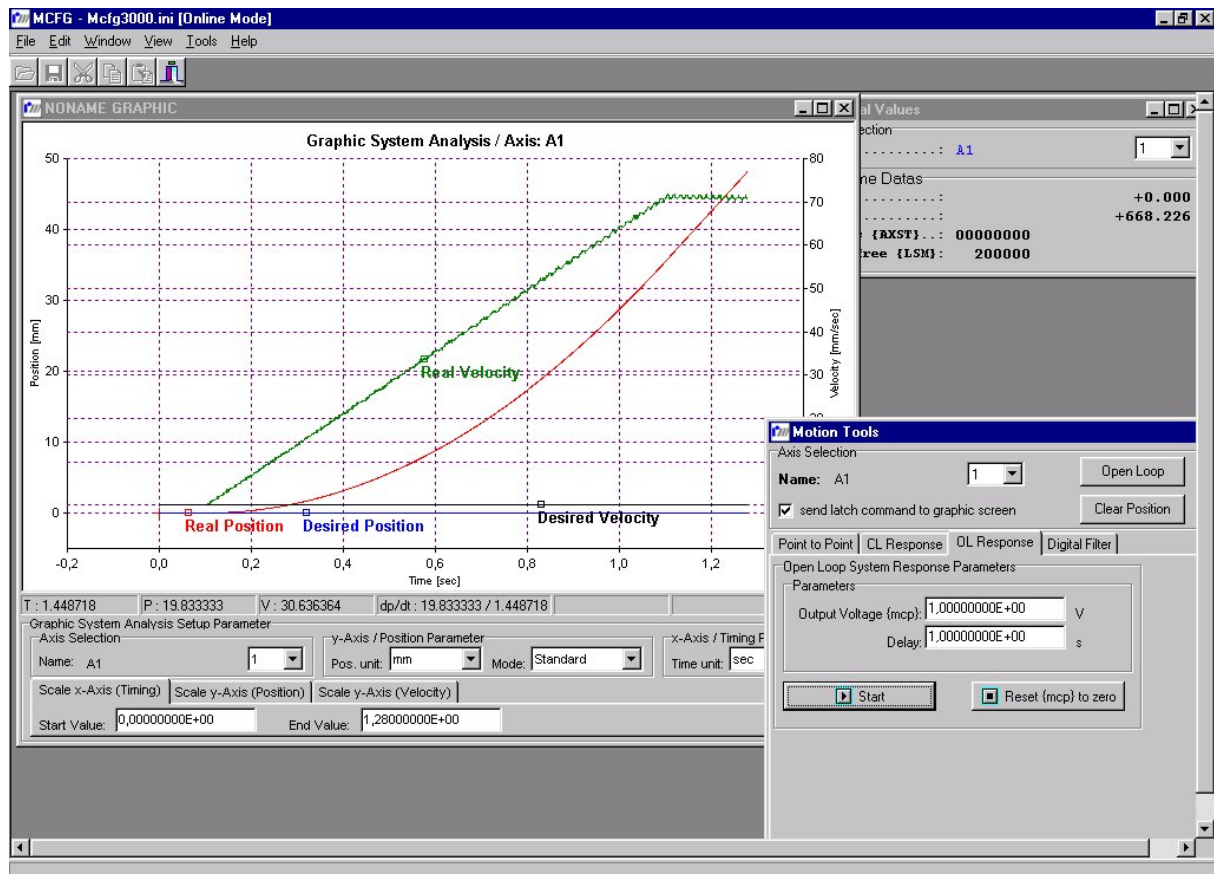 MCFG - Mcfg3000.ini [Online Mode]
File Edit Window View Tools Help
NONAME GRAPHIC
Graphic System Analysis / Axis: A1
50
40
30
20
10
0
Position [mm]
80
70
60
50
40
30
Velocity [mm/sec]
Real Velocity
Real Position
Desired Position
Desired Velocity
-0,2 0,0 0,2 0,4 0,6 0,8 1,0 1,2
Time [sec]
T : 1.448718 P : 19.833333 V : 30.636364 dp/dt : 19.833333 / 1.448718
Graphic System Analysis Setup Parameter
Axis Selection
Name: A1 1
y-Axis / Position Parameter
Pos. unit: mm Mode: Standard
x-Axis / Timing
Time unit: sec
Scale x-Axis (Timing) Scale y-Axis (Position) Scale y-Axis (Velocity)
Start Value: 0,00000000E+00 End Value: 1,28000000E+00
Values
.........: A1 1
Datas
.........: +0.000
.........: +668.226
{AXST}..: 00000000
{LSM}: 200000
Motion Tools
Axis Selection
Name: A1 1 Open Loop
send latch command to graphic screen Clear Position
Point to Point CL Response OL Response Digital Filter
Open Loop System Response Parameters
Parameters
Output Voltage {mcp}: 1,00000000E+00 V
Delay: 1,00000000E+00 s
Start Reset {mcp} to zero